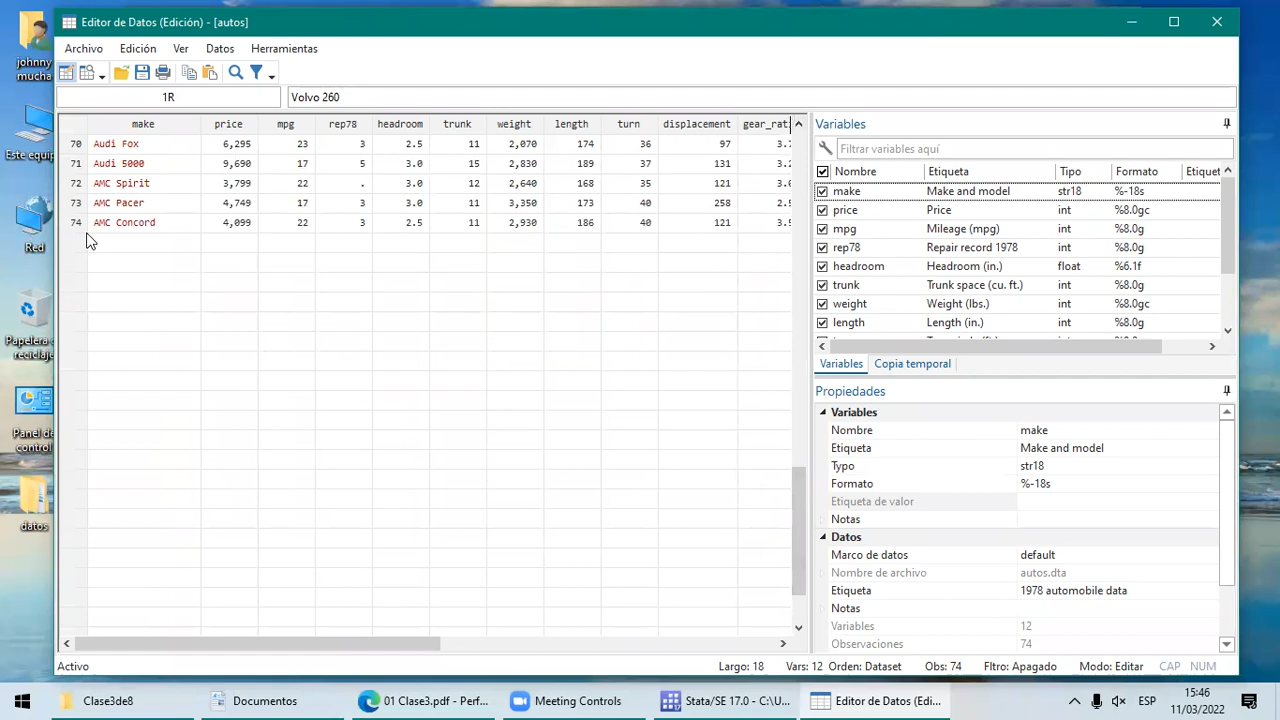 Editor de Datos (Edición) - [autos]
Archivo Edición Ver Datos Herramientas
1R Volvo 260
make price mpg rep78 headroom trunk weight length turn displacement
70 Audi Fox 6,295 23 3 2.5 11 2,070 174 36 97
71 Audi 5000 9,690 17 5 3.0 15 2,830 189 37 131
72 AMC Spirit 3,799 22 . 3.0 12 2,640 168 35 121
73 AMC Pacer 4,749 17 3 3.0 11 3,350 173 40 258
74 AMC Concord 4,099 22 3 2.5 11 2,930 186 40 121
Variables
Filtrar variables aquí
Nombre Etiqueta Tipo Formato Etiquet
make Make and model str18 %-18s
price Price int %8.0gc
mpg Mileage (mpg) int %8.0g
rep78 Repair record 1978 int %8.0g
headroom Headroom (in.) float %6.1f
trunk Trunk space (cu. ft.) int %8.0g
weight Weight (lbs.) int %8.0gc
length Length (in.) int %8.0g
Variables Copia temporal
Propiedades
Variables
Nombre make
Etiqueta Make and model
Typo str18
Formato %-18s
Etiqueta de valor
Notas
Datos
Marco de datos default
Nombre de archivo autos.dta
Etiqueta 1978 automobile data
Notas
Variables 12
Observaciones 74
Activo Largo: 18 Vars: 12 Orden: Dataset Obs: 74 Fltro: Apagado Modo: Editar CAP NUM
johnny
mucha
Este equip
Red
Papelera
reciclaje
Panel de
control
datos
Clase3tr8 Documentos 01 Clase3.pdf - Perf... Meeting Controls Stata/SE 17.0 - C:\U... Editor de Datos (Edi... ESP 15:46
11/03/2022